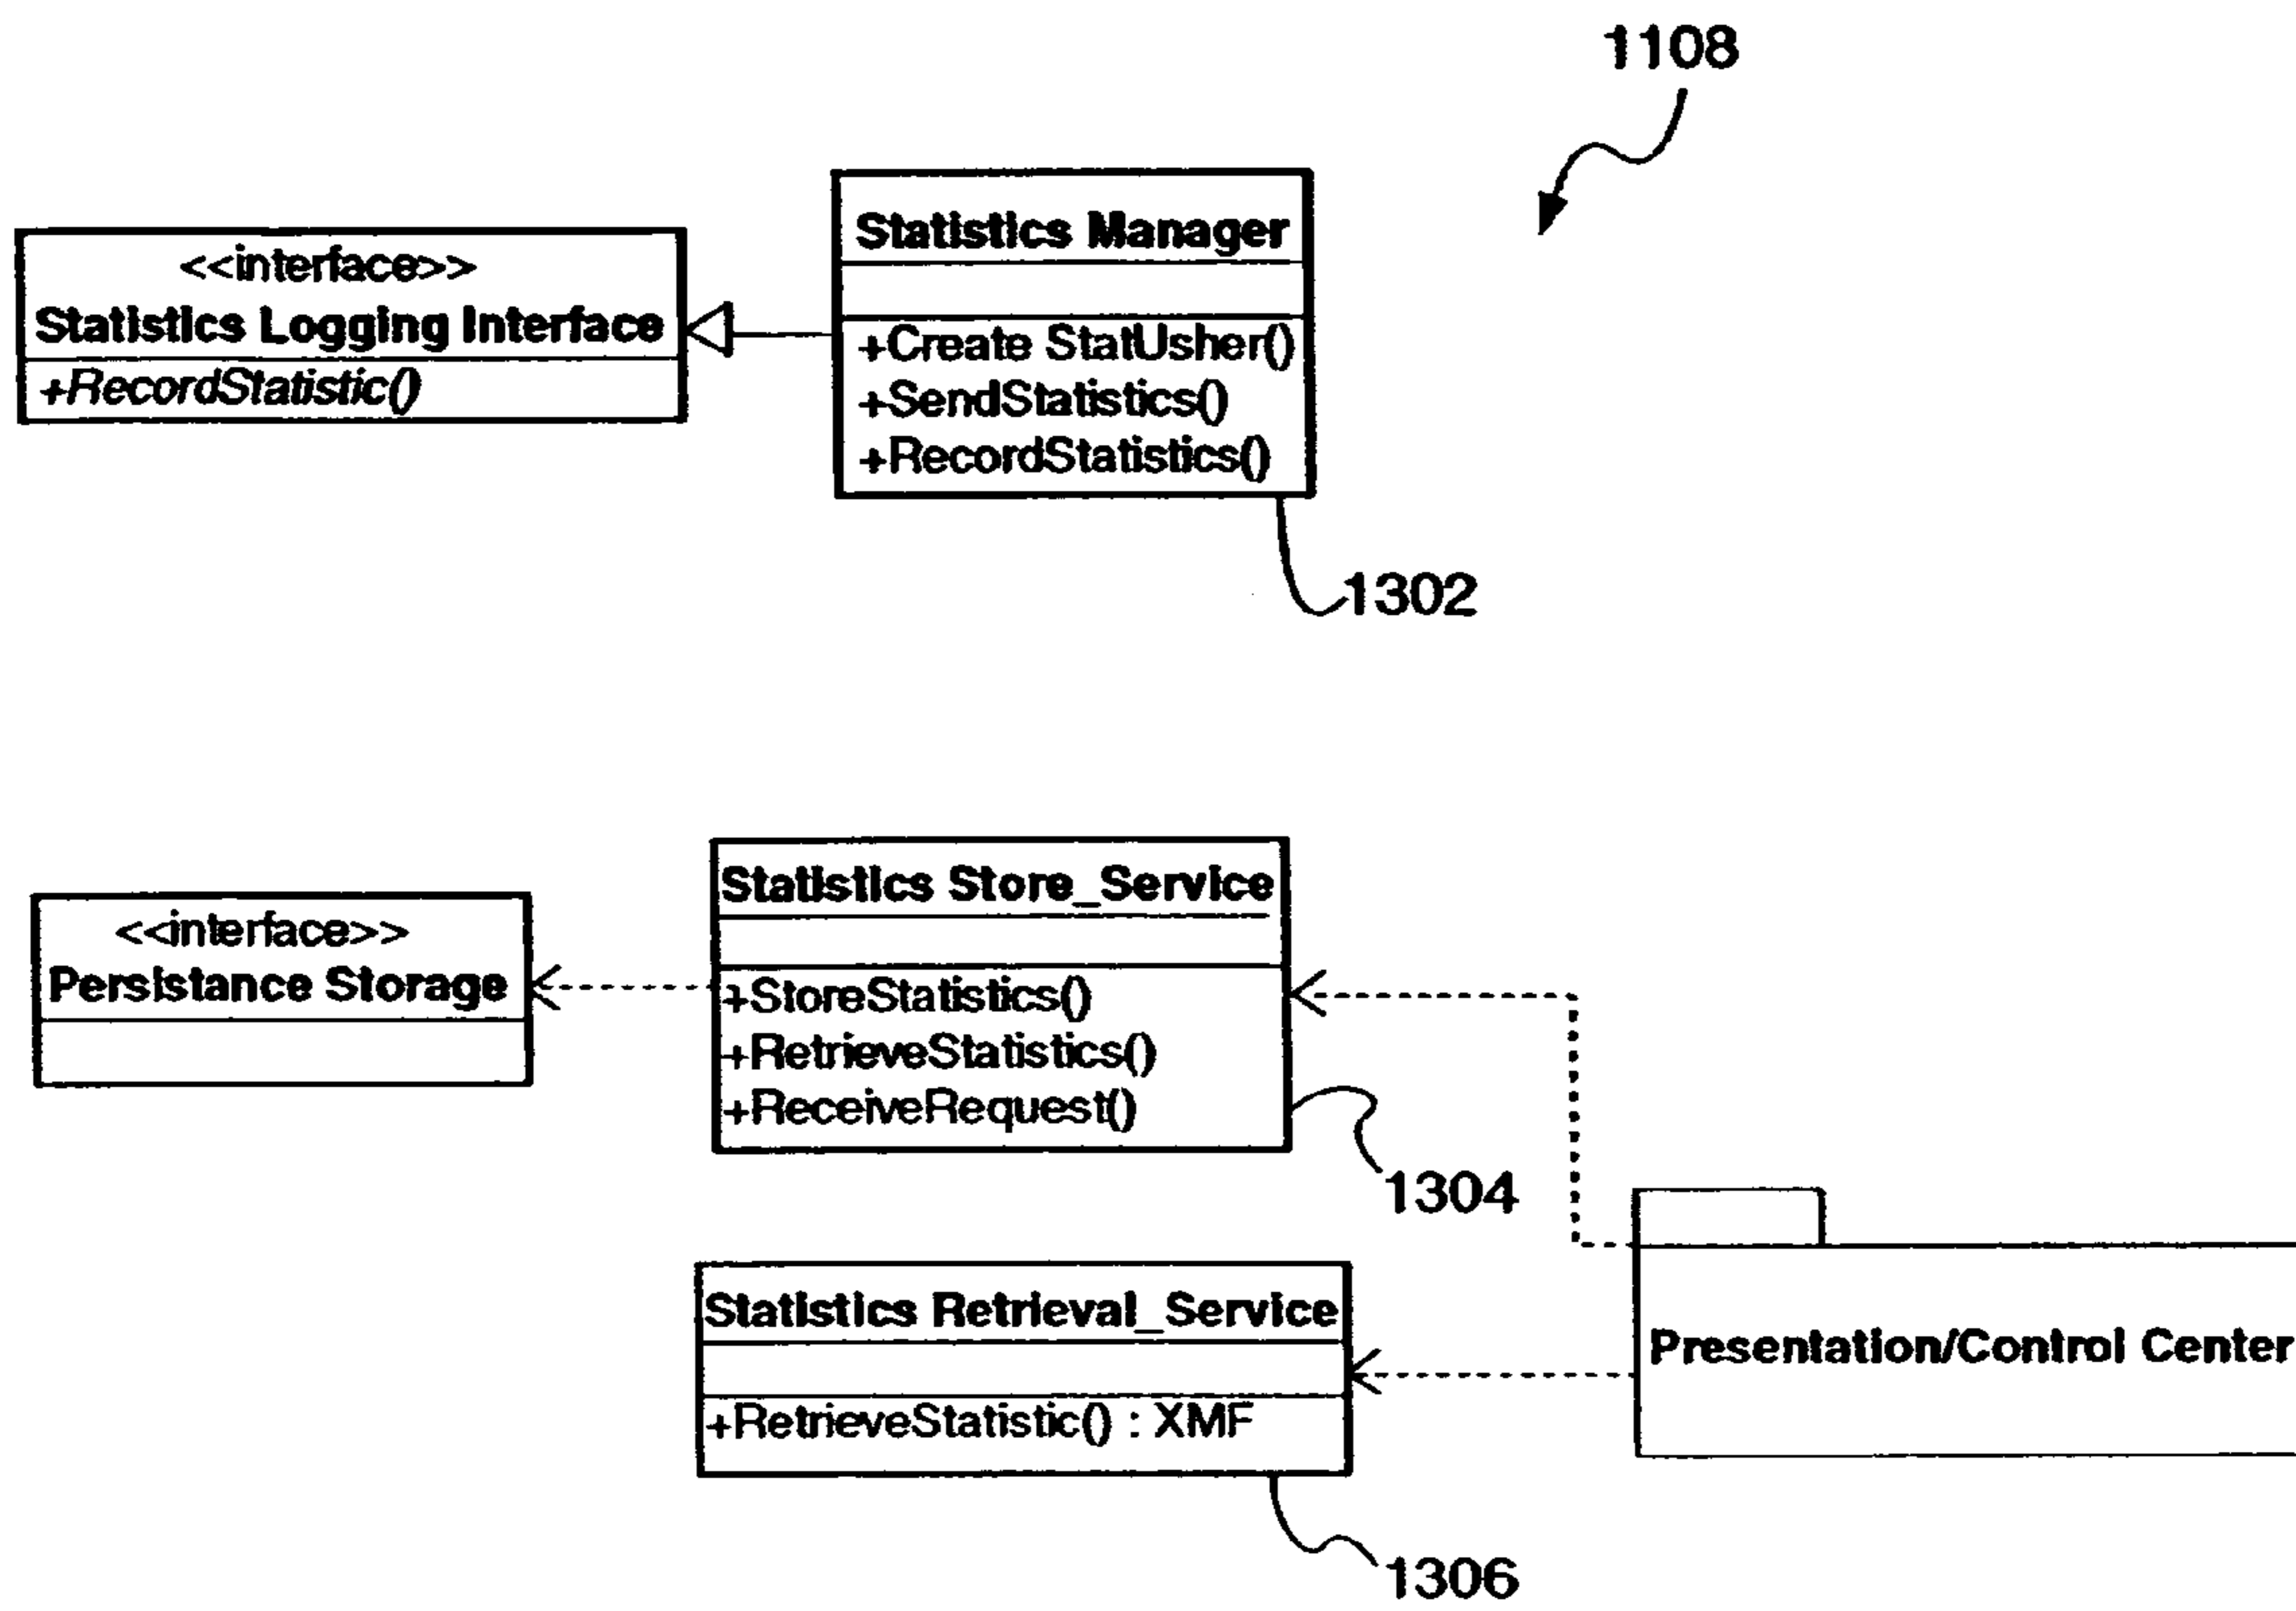 1108
Statistics Manager
+Create StatUsher()
+SendStatistics()
+RecordStatistics()
<<interface>>
Statistics Logging Interface
+RecordStatistic()
1302
Statistics Store_Service
+StoreStatistics()
+RetrieveStatistics()
+ReceiveRequest()
<<interface>>
Persistance Storage
1304
Statistics Retrieval_Service
+RetrieveStatistic() : XMF
Presentation/Control Center
1306